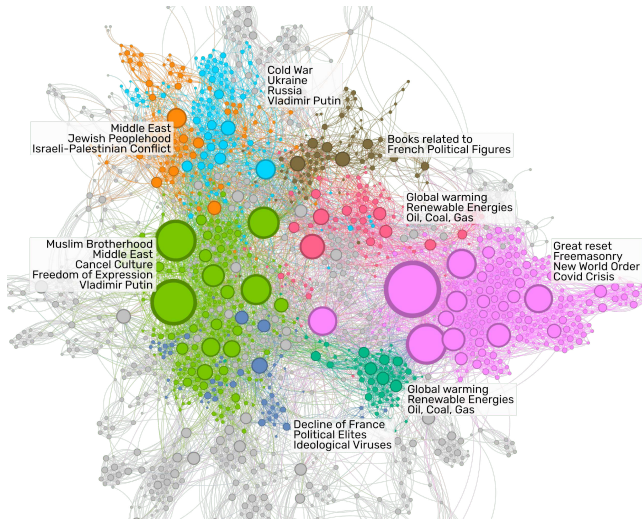 Cold War
Ukraine
Russia
Vladimir Putin
Middle East
Jewish Peoplehood
Israeli-Palestinian Conflict
Books related to
French Political Figures
Global warming
Renewable Energies
Oil, Coal, Gas
Muslim Brotherhood
Middle East
Cancel Culture
Freedom of Expression
Vladimir Putin
Great reset
Freemasonry
New World Order
Covid Crisis
Global warming
Renewable Energies
Oil, Coal, Gas
Decline of France
Political Elites
Ideological Viruses